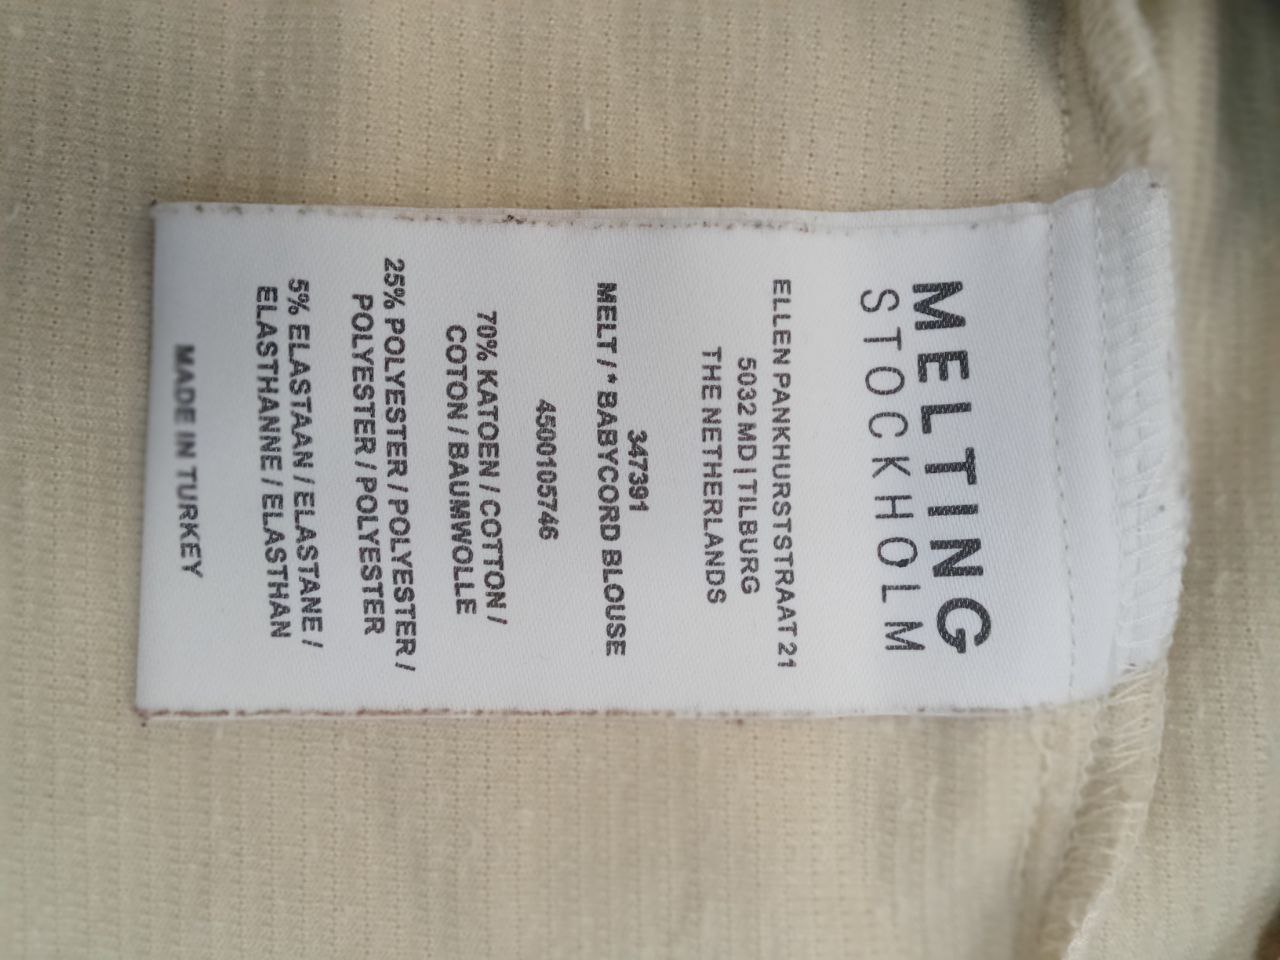 MELTING
STOCKHOLM
ELLEN PANKHURSTSTRAAT 21
5032 MD | TILBURG
THE NETHERLANDS
347391
MELT / * BABYCORD BLOUSE
4500105746
70% KATOEN / COTTON /
COTON / BAUMWOLLE
25% POLYESTER / POLYESTER /
POLYESTER / POLYESTER
5% ELASTAAN / ELASTANE /
ELASTHANNE / ELASTHAN
MADE IN TURKEY